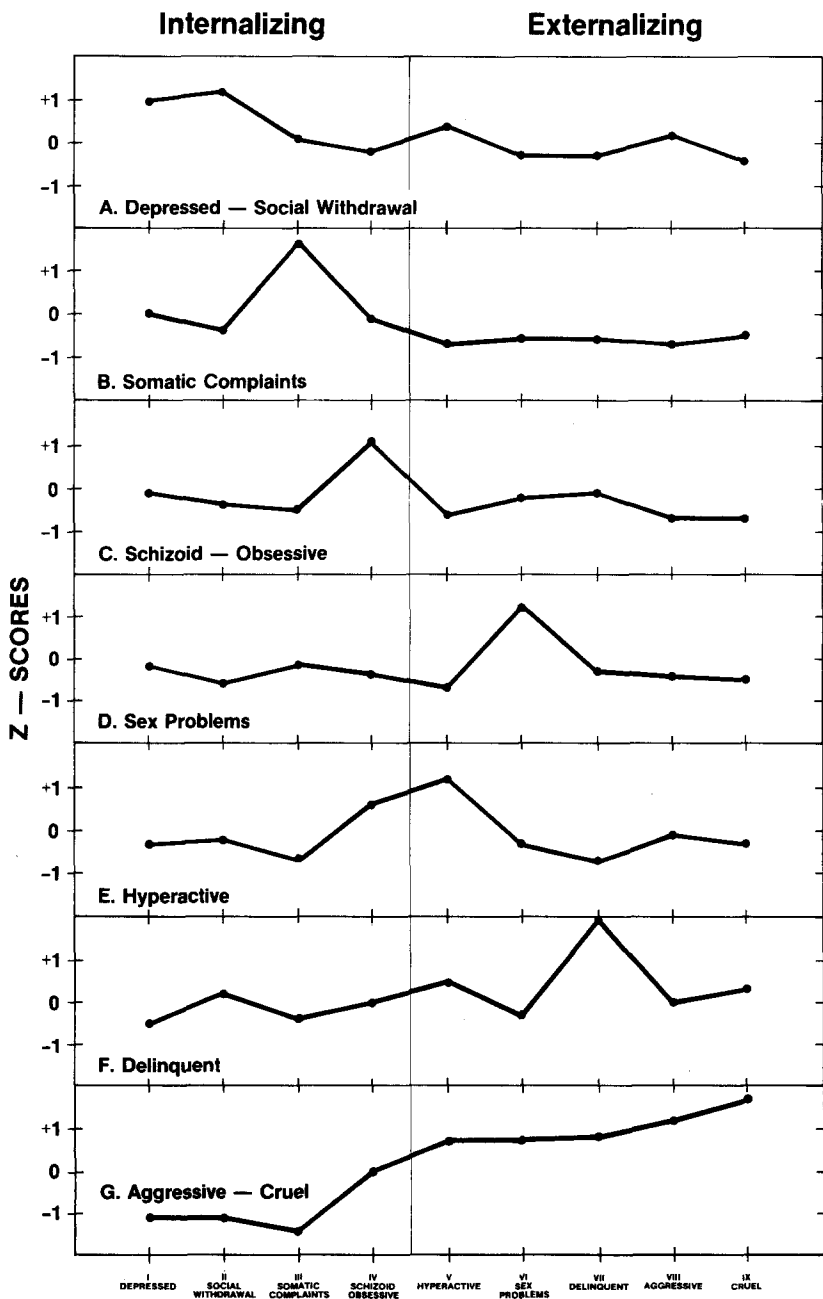 Internalizing
Externalizing
+1
0
-1
A. Depressed — Social Withdrawal
+1
0
-1
B. Somatic Complaints
+1
0
-1
C. Schizoid — Obsessive
Z — SCORES
+1
0
-1
D. Sex Problems
+1
0
-1
E. Hyperactive
+1
0
-1
F. Delinquent
+1
0
-1
G. Aggressive — Cruel
I
DEPRESSED
II
SOCIAL
WITHDRAWAL
III
SOMATIC
COMPLAINTS
IV
SCHIZOID
OBSESSIVE
V
HYPERACTIVE
VI
SEX
PROBLEMS
VII
DELINQUENT
VIII
AGGRESSIVE
IX
CRUEL